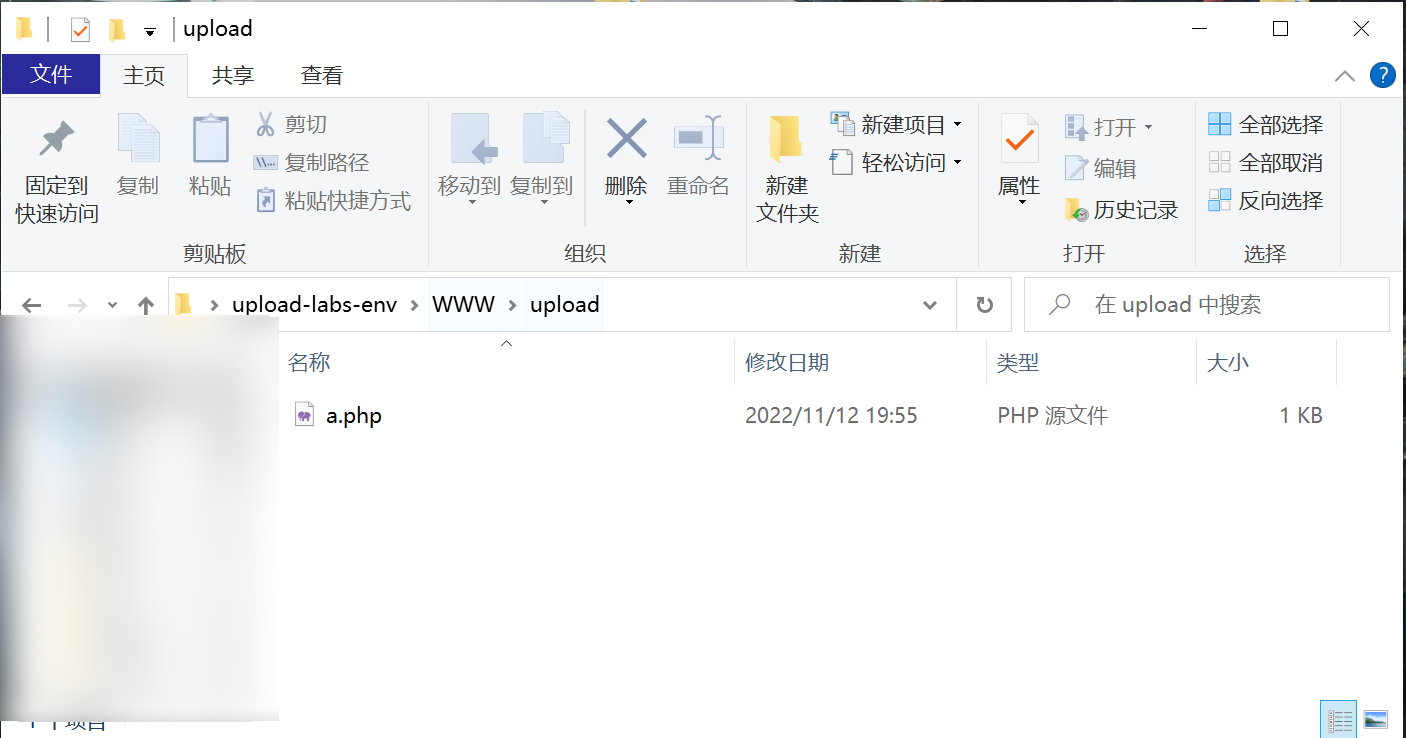 upload
文件 主页 共享 查看
固定到
快速访问
复制
粘贴
剪切
复制路径
粘贴快捷方式
剪贴板
移动到
复制到
删除
重命名
组织
新建
文件夹
新建项目
轻松访问
新建
属性
打开
编辑
历史记录
打开
全部选择
全部取消
反向选择
选择
upload-labs-env WWW upload
在 upload 中搜索
名称 修改日期 类型 大小
a.php 2022/11/12 19:55 PHP 源文件 1 KB